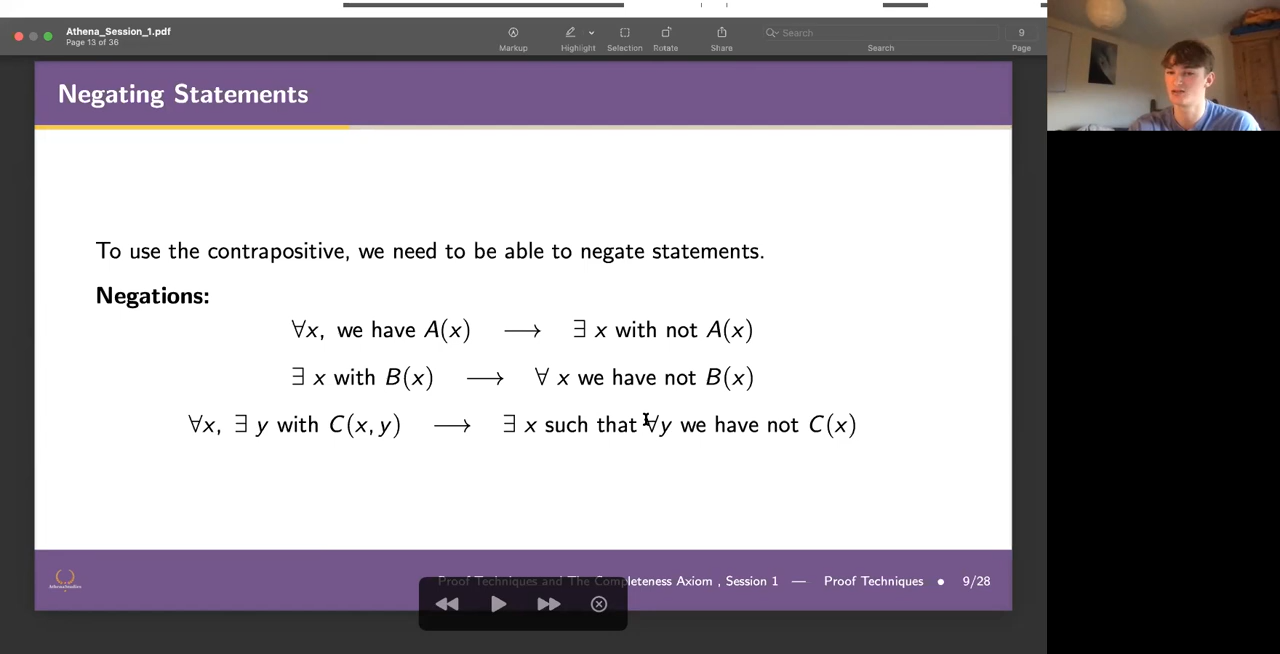 Athena_Session_1.pdf
Page 13 of 36
Markup
Highlight
Selection
Rotate
Share
Search
Search
9
Page
Negating Statements
To use the contrapositive, we need to be able to negate statements.
Negations:
∀x, we have A(x) ⟶ ∃ x with not A(x)
∃ x with B(x) ⟶ ∀ x we have not B(x)
∀x, ∃ y with C(x, y) ⟶ ∃ x such that ∀y we have not C(x)
Proof Techniques and The Completeness Axiom , Session 1 — Proof Techniques • 9/28